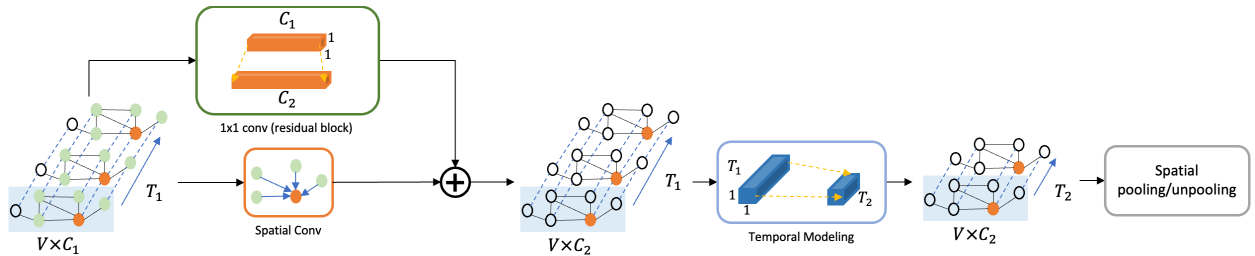 C₁
1
1
C₂
1x1 conv (residual block)
T₁
V×C₁
Spatial Conv
T₁
V×C₂
T₁
1
1
T₂
Temporal Modeling
T₂
V×C₂
Spatial
pooling/unpooling